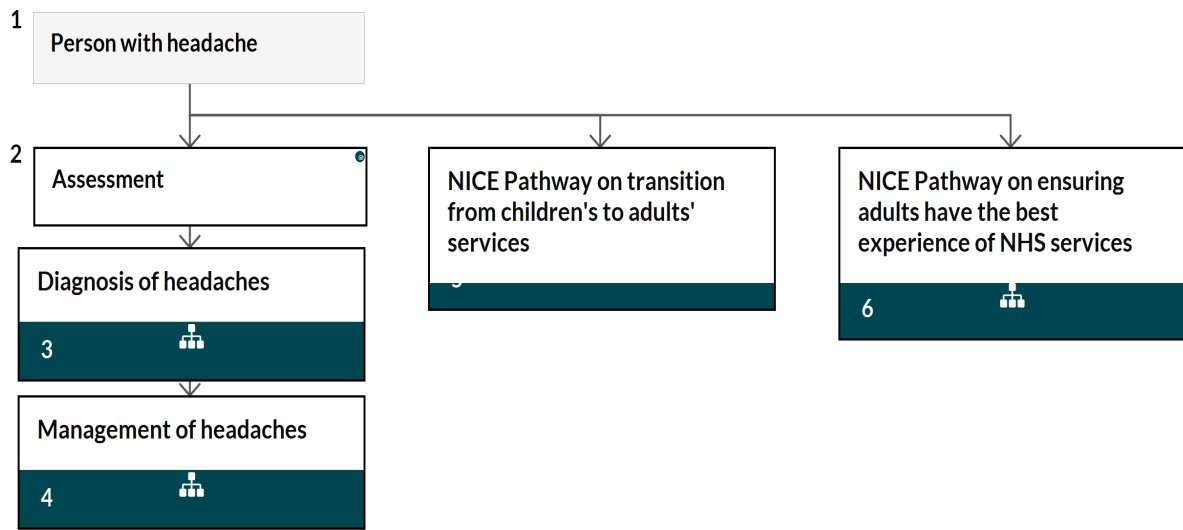 1
Person with headache
2
Assessment
Diagnosis of headaches
3
Management of headaches
4
NICE Pathway on transition
from children's to adults'
services
NICE Pathway on ensuring
adults have the best
experience of NHS services
6